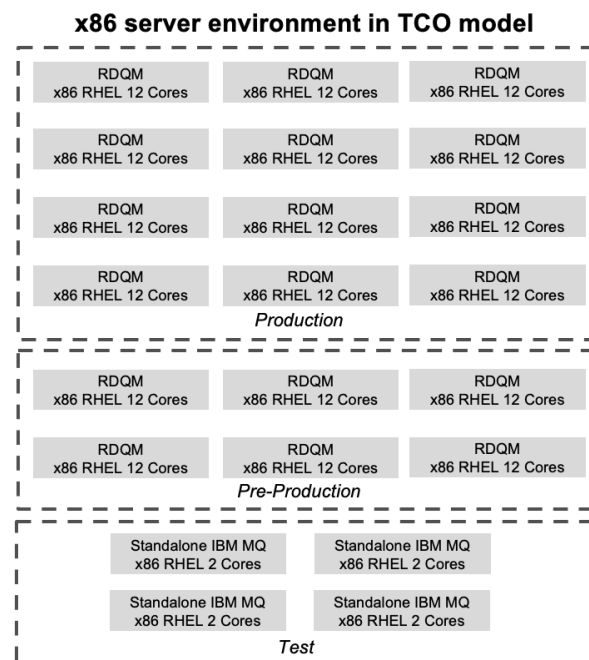 x86 server environment in TCO model
RDQM
x86 RHEL 12 Cores
RDQM
x86 RHEL 12 Cores
RDQM
x86 RHEL 12 Cores
RDQM
x86 RHEL 12 Cores
RDQM
x86 RHEL 12 Cores
RDQM
x86 RHEL 12 Cores
RDQM
x86 RHEL 12 Cores
RDQM
x86 RHEL 12 Cores
RDQM
x86 RHEL 12 Cores
RDQM
x86 RHEL 12 Cores
RDQM
x86 RHEL 12 Cores
RDQM
x86 RHEL 12 Cores
Production
RDQM
x86 RHEL 12 Cores
RDQM
x86 RHEL 12 Cores
RDQM
x86 RHEL 12 Cores
RDQM
x86 RHEL 12 Cores
RDQM
x86 RHEL 12 Cores
RDQM
x86 RHEL 12 Cores
Pre-Production
Standalone IBM MQ
x86 RHEL 2 Cores
Standalone IBM MQ
x86 RHEL 2 Cores
Standalone IBM MQ
x86 RHEL 2 Cores
Standalone IBM MQ
x86 RHEL 2 Cores
Test